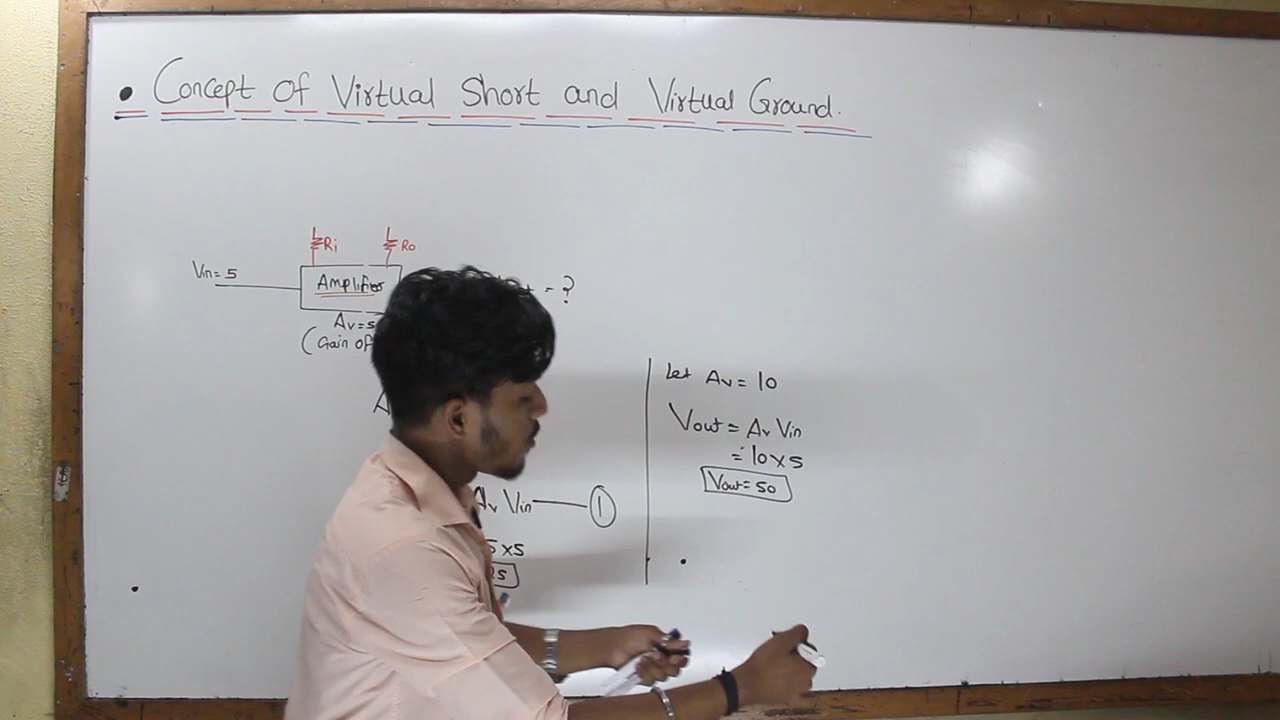 • Concept Of Virtual Short and Virtual Ground.
Ri Ro
Vin = 5
Amplifier
= ?
Av = 5
(Gain of
A
Av Vin — ①
5 x 5
25
Let Av = 10
Vout = Av Vin
= 10 x 5
Vout = 50